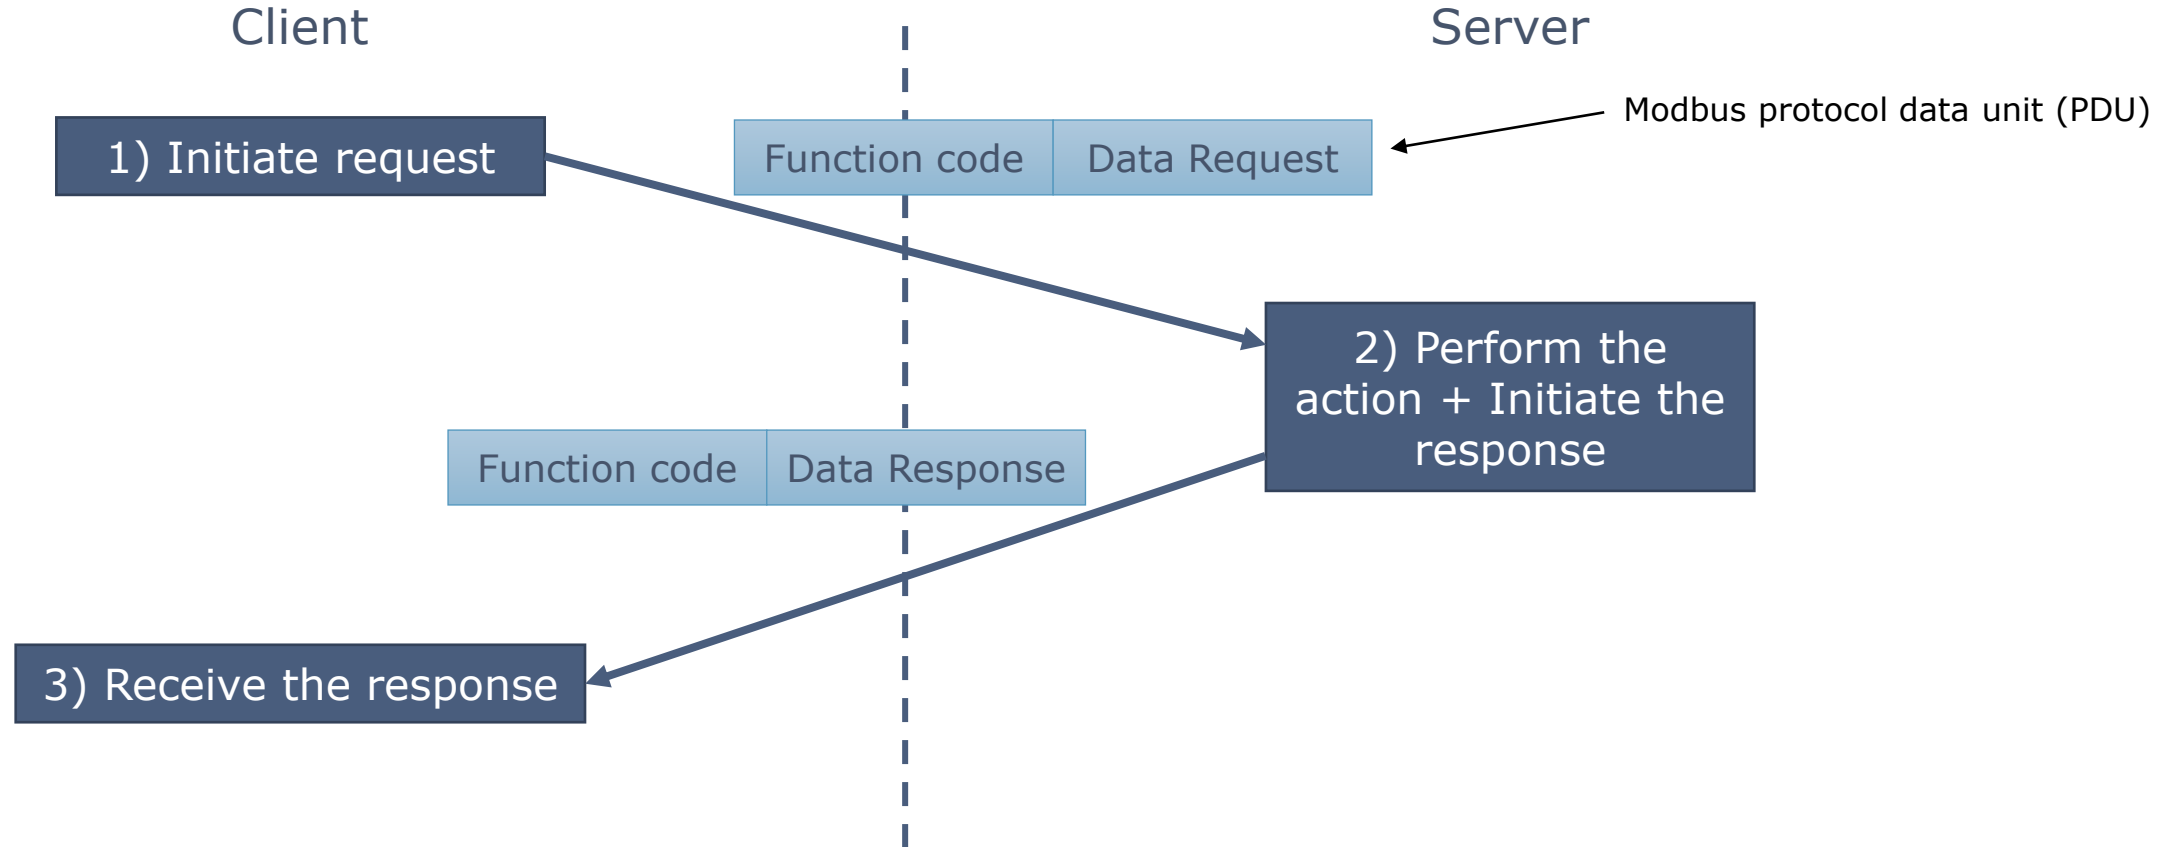 Client
Server
Modbus protocol data unit (PDU)
1) Initiate request
Function code
Data Request
2) Perform the
action + Initiate the
response
Function code
Data Response
3) Receive the response